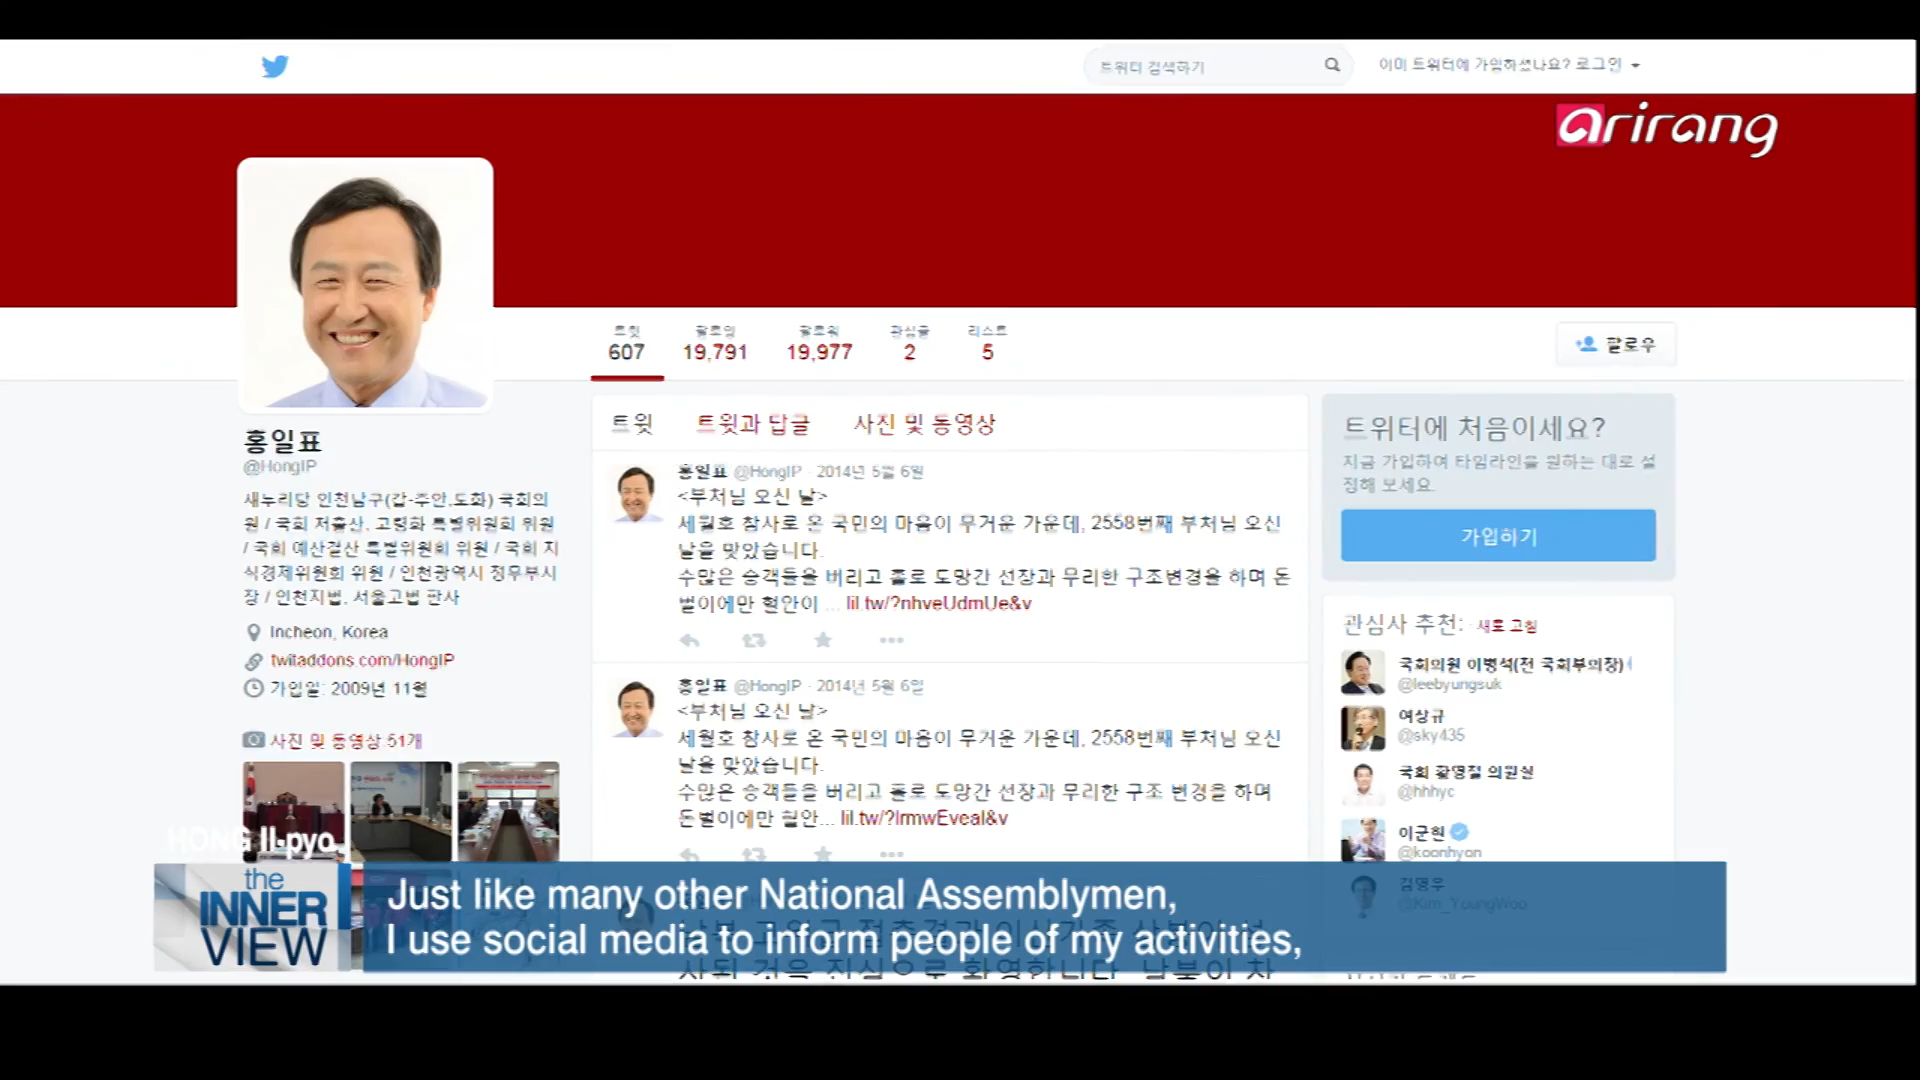 트위터 검색하기
이미 트위터에 가입하셨나요? 로그인
arirang
트윗
607
팔로잉
19,791
팔로워
19,977
관심글
2
리스트
5
팔로우
홍일표
@HongIP
새누리당 인천남구(갑-주안.도화) 국회의
원 / 국회 저출산, 고령화 특별위원회 위원
/ 국회 예산결산 특별위원회 위원 / 국회 지
식경제위원회 위원 / 인천광역시 정무부시
장 / 인천지법, 서울고법 판사
Incheon, Korea
twitaddons.com/HongIP
가입일: 2009년 11월
사진 및 동영상 51개
트윗 트윗과 답글 사진 및 동영상
홍일표 @HongIP · 2014년 5월 6일
<부처님 오신 날>
세월호 참사로 온 국민의 마음이 무거운 가운데, 2558번째 부처님 오신
날을 맞았습니다.
수많은 승객들을 버리고 홀로 도망간 선장과 무리한 구조변경을 하며 돈
벌이에만 혈안이 ... lil.tw/?nhveUdmUe&v
홍일표 @HongIP · 2014년 5월 6일
<부처님 오신 날>
세월호 참사로 온 국민의 마음이 무거운 가운데, 2558번째 부처님 오신
날을 맞았습니다.
수많은 승객들을 버리고 홀로 도망간 선장과 무리한 구조 변경을 하며
돈벌이에만 혈안... lil.tw/?lrmwEveal&v
트위터에 처음이세요?
지금 가입하여 타임라인을 원하는 대로 설
정해 보세요.
가입하기
관심사 추천: 새로 고침
국회의원 이병석(전 국회부의장)
@leebyungsuk
여상규
@sky435
국회 황영철 의원실
@hhhyc
이군현
@koonhyon
김영우
@Kim_YoungWoo
HONG Il-pyo
the
INNER
VIEW
Just like many other National Assemblymen,
I use social media to inform people of my activities,